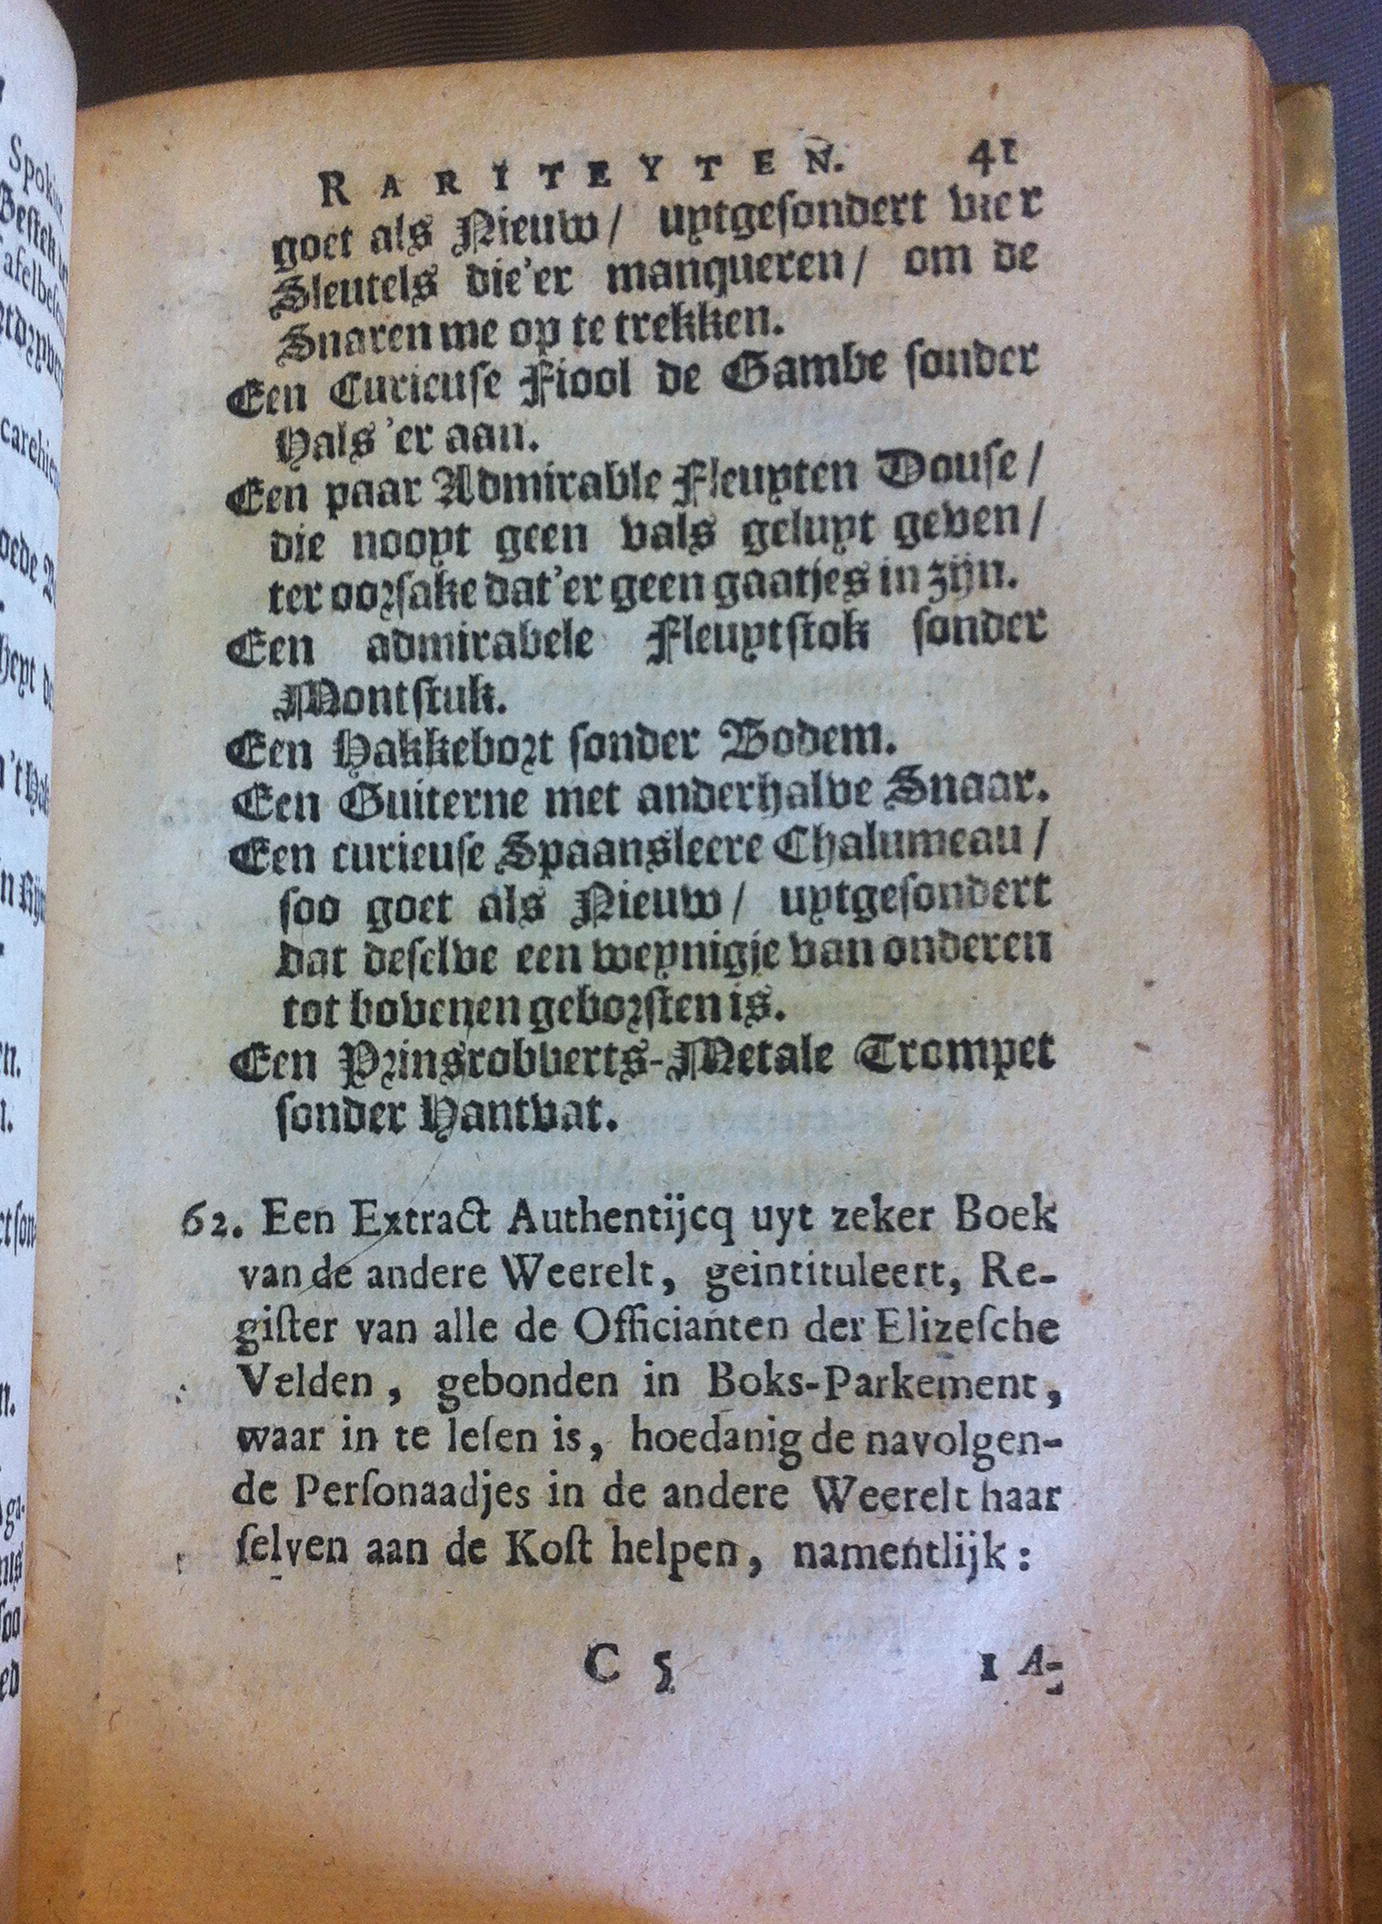 RARITEYTEN. 41
goet als Nieuw / uytgesondert vier
Sleutels die'er manqueren / om de
Snaren me op te trekken.
Een Curieuse Fiool de Gambe sonder
Hals 'er aan.
Een paar Admirable Fleuyten Douse /
die nooyt geen vals geluyt geven /
ter oorsake dat'er geen gaatjes in zijn.
Een admirabele Fleuytstok sonder
Montstuk.
Een Hakkebort sonder Bodem.
Een Guiterne met anderhalve Snaar.
Een curieuse Spaansleere Chalumeau /
soo goet als Nieuw / uytgesondert
dat deselve een weynigje van onderen
tot bovenen geborsten is.
Een Prinsrobberts-Metale Trompet
sonder Hantvat.
62. Een Extract Authentijcq uyt zeker Boek
van de andere Weerelt, geintituleert, Re-
giſter van alle de Officianten der Elizeſche
Velden, gebonden in Boks-Parkement,
waar in te leſen is, hoedanig de navolgen-
de Perſonaadjes in de andere Weerelt haar
ſelven aan de Koſt helpen, namentlijk:
C 5 1 A-